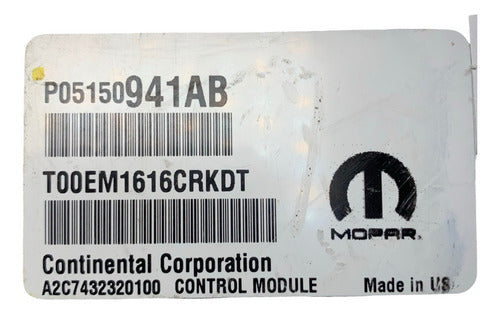 P05150941AB
T00EM1616CRKDT
MOPAR
Continental Corporation
A2C7432320100 CONTROL MODULE Made in US